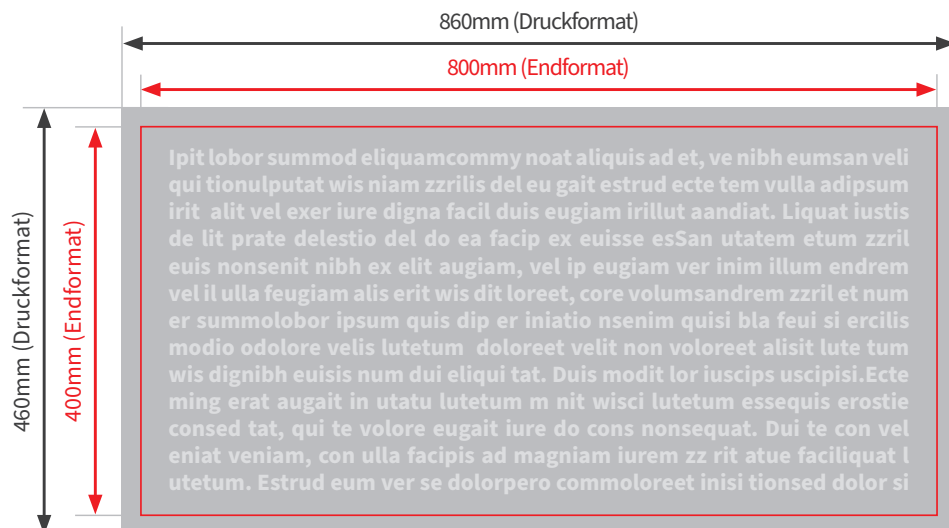 860mm (Druckformat)
800mm (Endformat)
460mm (Druckformat)
400mm (Endformat)
Ipit lobor summod eliquamcommy noat aliquis ad et, ve nibh eumsan veli
qui tionulputat wis niam zzrilis del eu gait estrud ecte tem vulla adipsum
irit alit vel exer iure digna facil duis eugiam irillut aandiat. Liquat iustis
de lit prate delestio del do ea facip ex euisse esSan utatem etum zzril
euis nonsenit nibh ex elit augiam, vel ip eugiam ver inim illum endrem
vel il ulla feugiam alis erit wis dit loreet, core volumsandreu zzril et num
er summolobor ipsum quis dip er iniatio nsenim quisi bla feui si ercilis
modio odolore velis lutetum doloreet velit non voloreet alisit lute tum
wis dignibh euisis num dui eliqui tat. Duis modit lor iuscips uscipisi.Ecte
ming erat augait in utatu lutetum m nit wisci lutetum essequis erostie
consed tat, qui te volore eugait iure do cons nonsequat. Dui te con vel
eniat veniam, con ulla facipis ad magniam iurem zz rit atue faciliquat l
utetum. Estrud eum ver se dolorpero commoloreet inisi tionsed dolor si